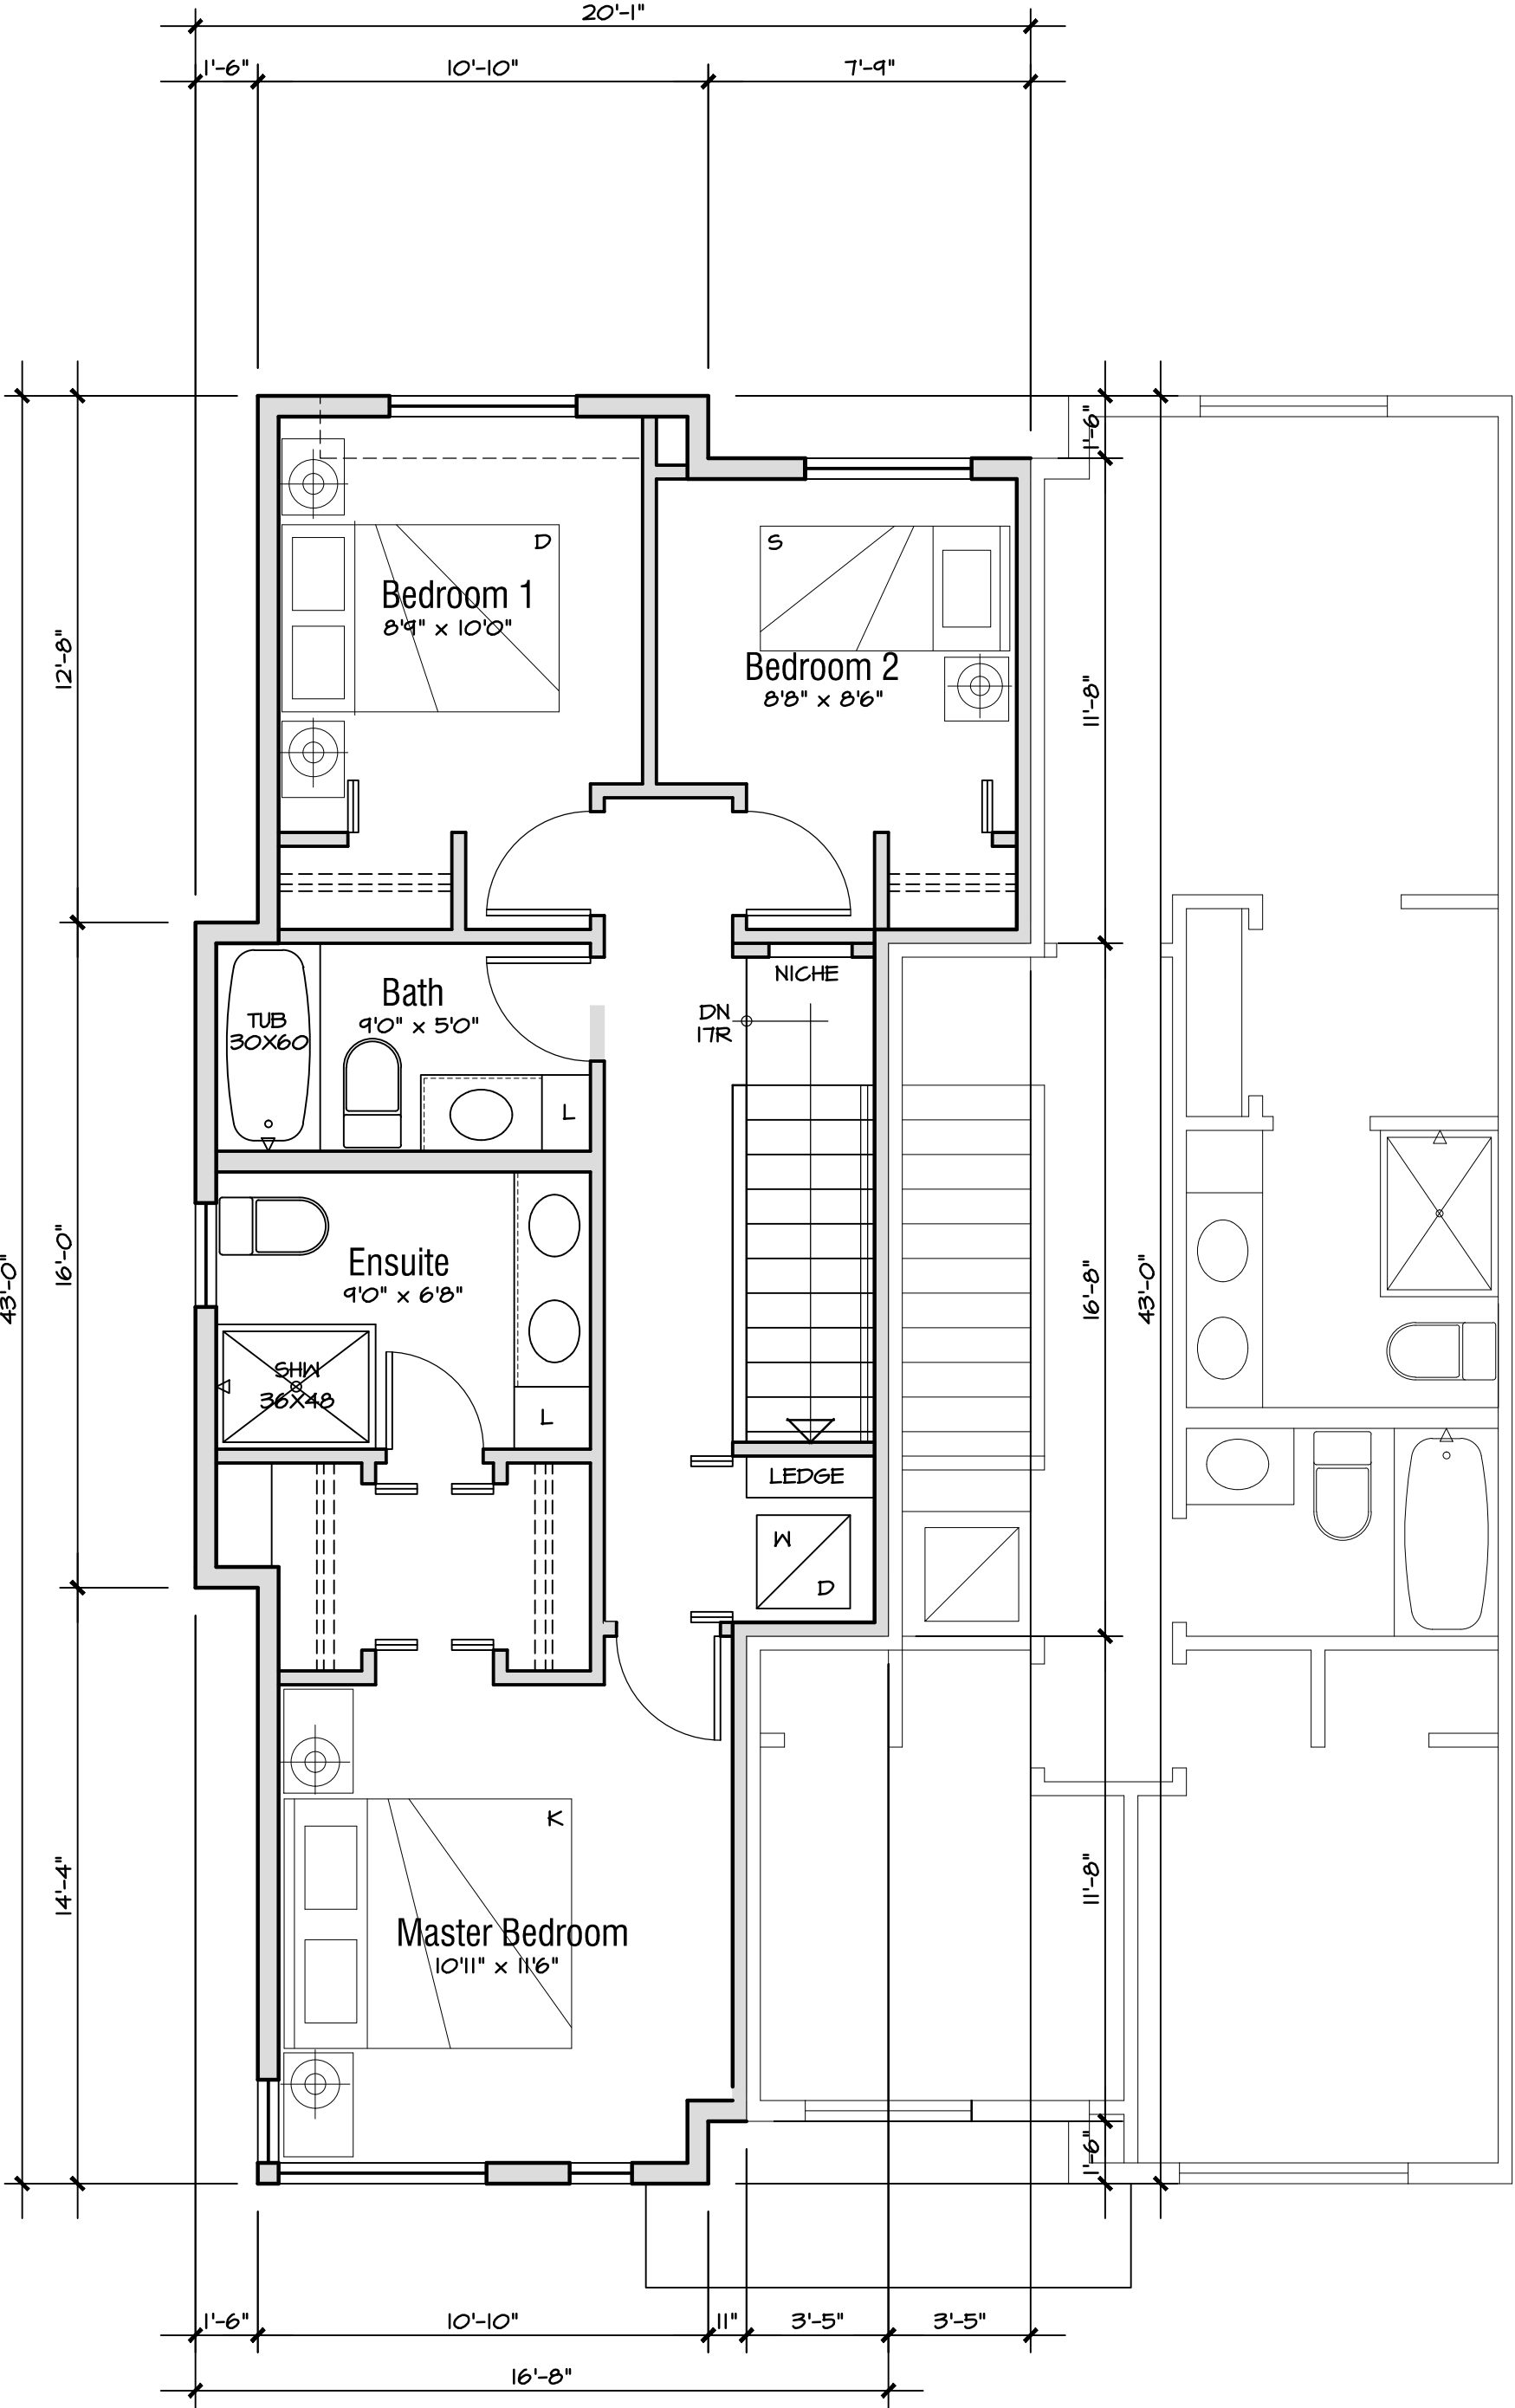 20'-1"
1'-6" 10'-10" 7'-9"
1'-6"
D
S
Bedroom 1
8'9" x 10'0"
12'-8"
Bedroom 2
8'8" x 8'6"
11'-8"
NICHE
Bath
9'0" x 5'0"
TUB
30X60
DN
17R
L
16'-0"
43'-0"
Ensuite
9'0" x 6'8"
16'-8"
43'-0"
SHW
36X48
L
LEDGE
W
D
K
14'-4"
11'-8"
Master Bedroom
10'11" x 11'6"
1'-6"
1'-6" 10'-10" 11" 3'-5" 3'-5"
16'-8"